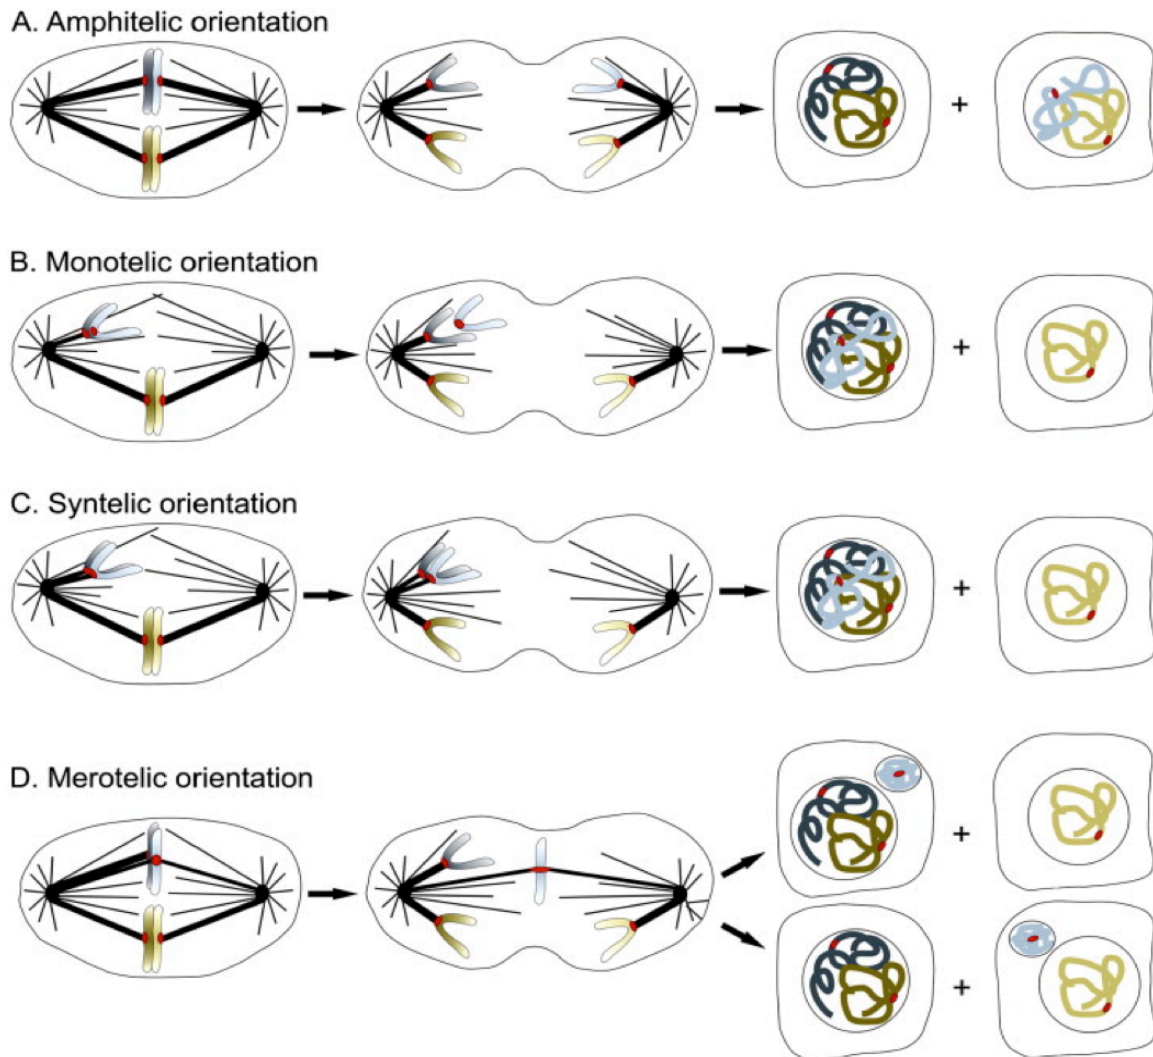 A. Amphitelic orientation
+
B. Monotelic orientation
+
C. Syntelic orientation
+
D. Merotelic orientation
+
+